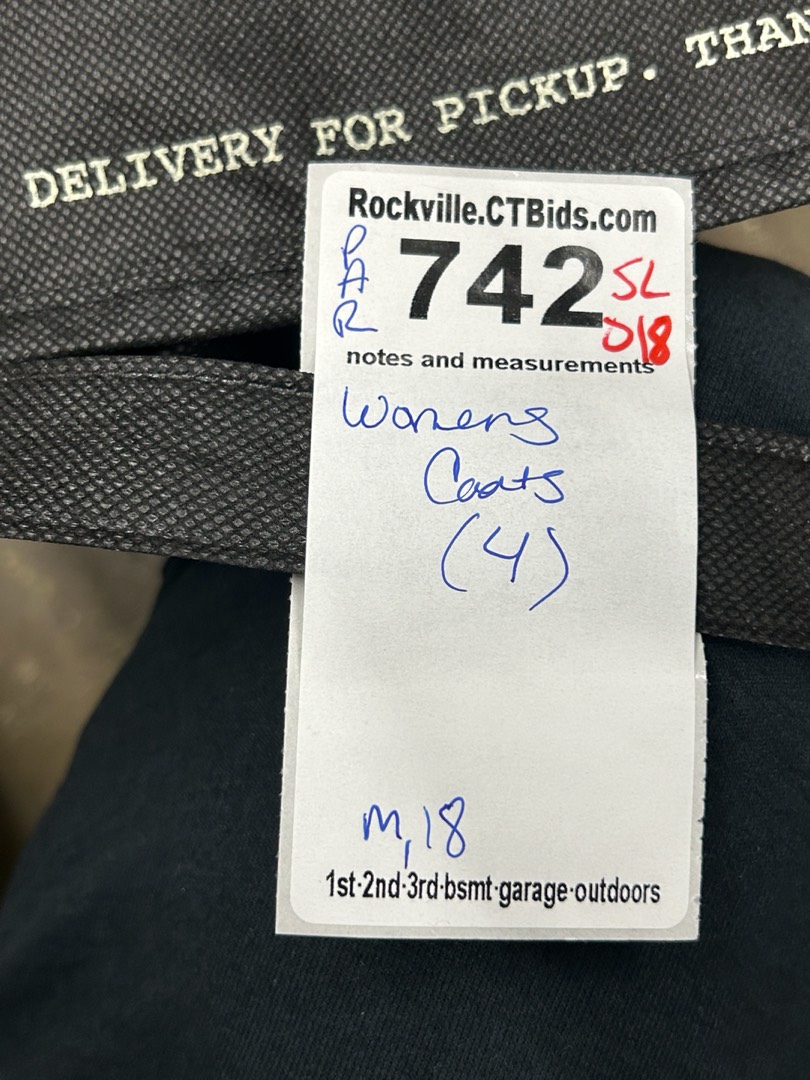 DELIVERY FOR PICKUP. THAN
Rockville.CTBids.com
PAR
742
SL
018
notes and measurements
Womens
Coats
(4)
M, 18
1st·2nd·3rd·bsmt·garage·outdoors